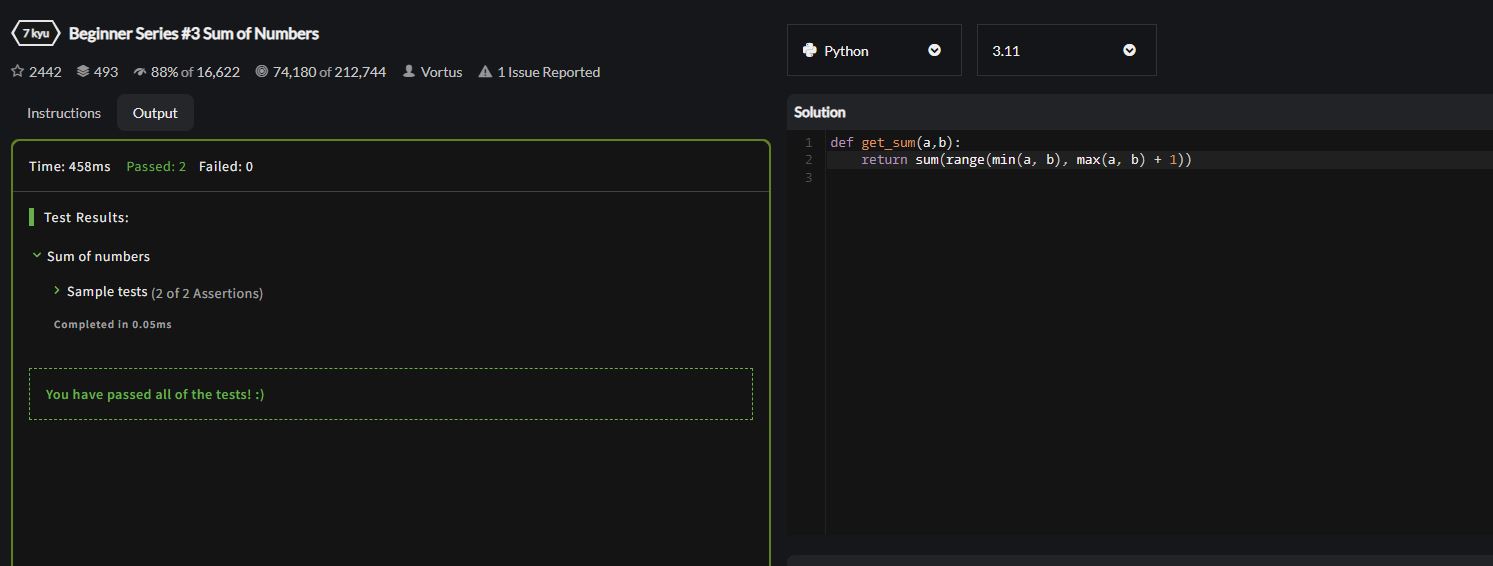 7 kyu Beginner Series #3 Sum of Numbers
2442 493 88% of 16,622 74,180 of 212,744 Vortus 1 Issue Reported
Instructions Output
Time: 458ms Passed: 2 Failed: 0
Test Results:
Sum of numbers
Sample tests (2 of 2 Assertions)
Completed in 0.05ms
You have passed all of the tests! :)
Python 3.11
Solution
1 def get_sum(a,b):
2     return sum(range(min(a, b), max(a, b) + 1))
3